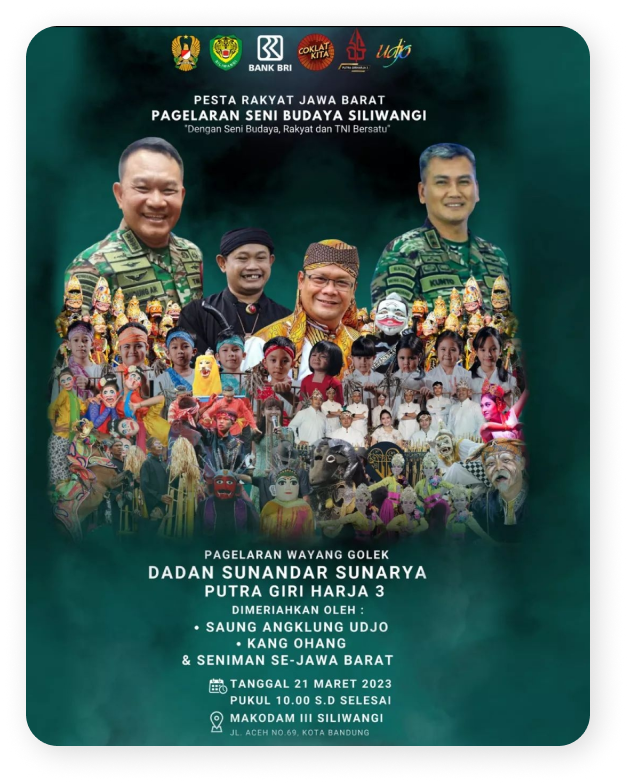 SILIWANGI
BANK BRI
COKLAT
KITA
udjo
PESTA RAKYAT JAWA BARAT
PAGELARAN SENI BUDAYA SILIWANGI
"Dengan Seni Budaya, Rakyat dan TNI Bersatu"
KUNTO
PAGELARAN WAYANG GOLEK
DADAN SUNANDAR SUNARYA
PUTRA GIRI HARJA 3
DIMERIAHKAN OLEH :
• SAUNG ANGKLUNG UDJO
• KANG OHANG
& SENIMAN SE-JAWA BARAT
TANGGAL 21 MARET 2023
PUKUL 10.00 S.D SELESAI
MAKODAM III SILIWANGI
JL. ACEH NO.69, KOTA BANDUNG